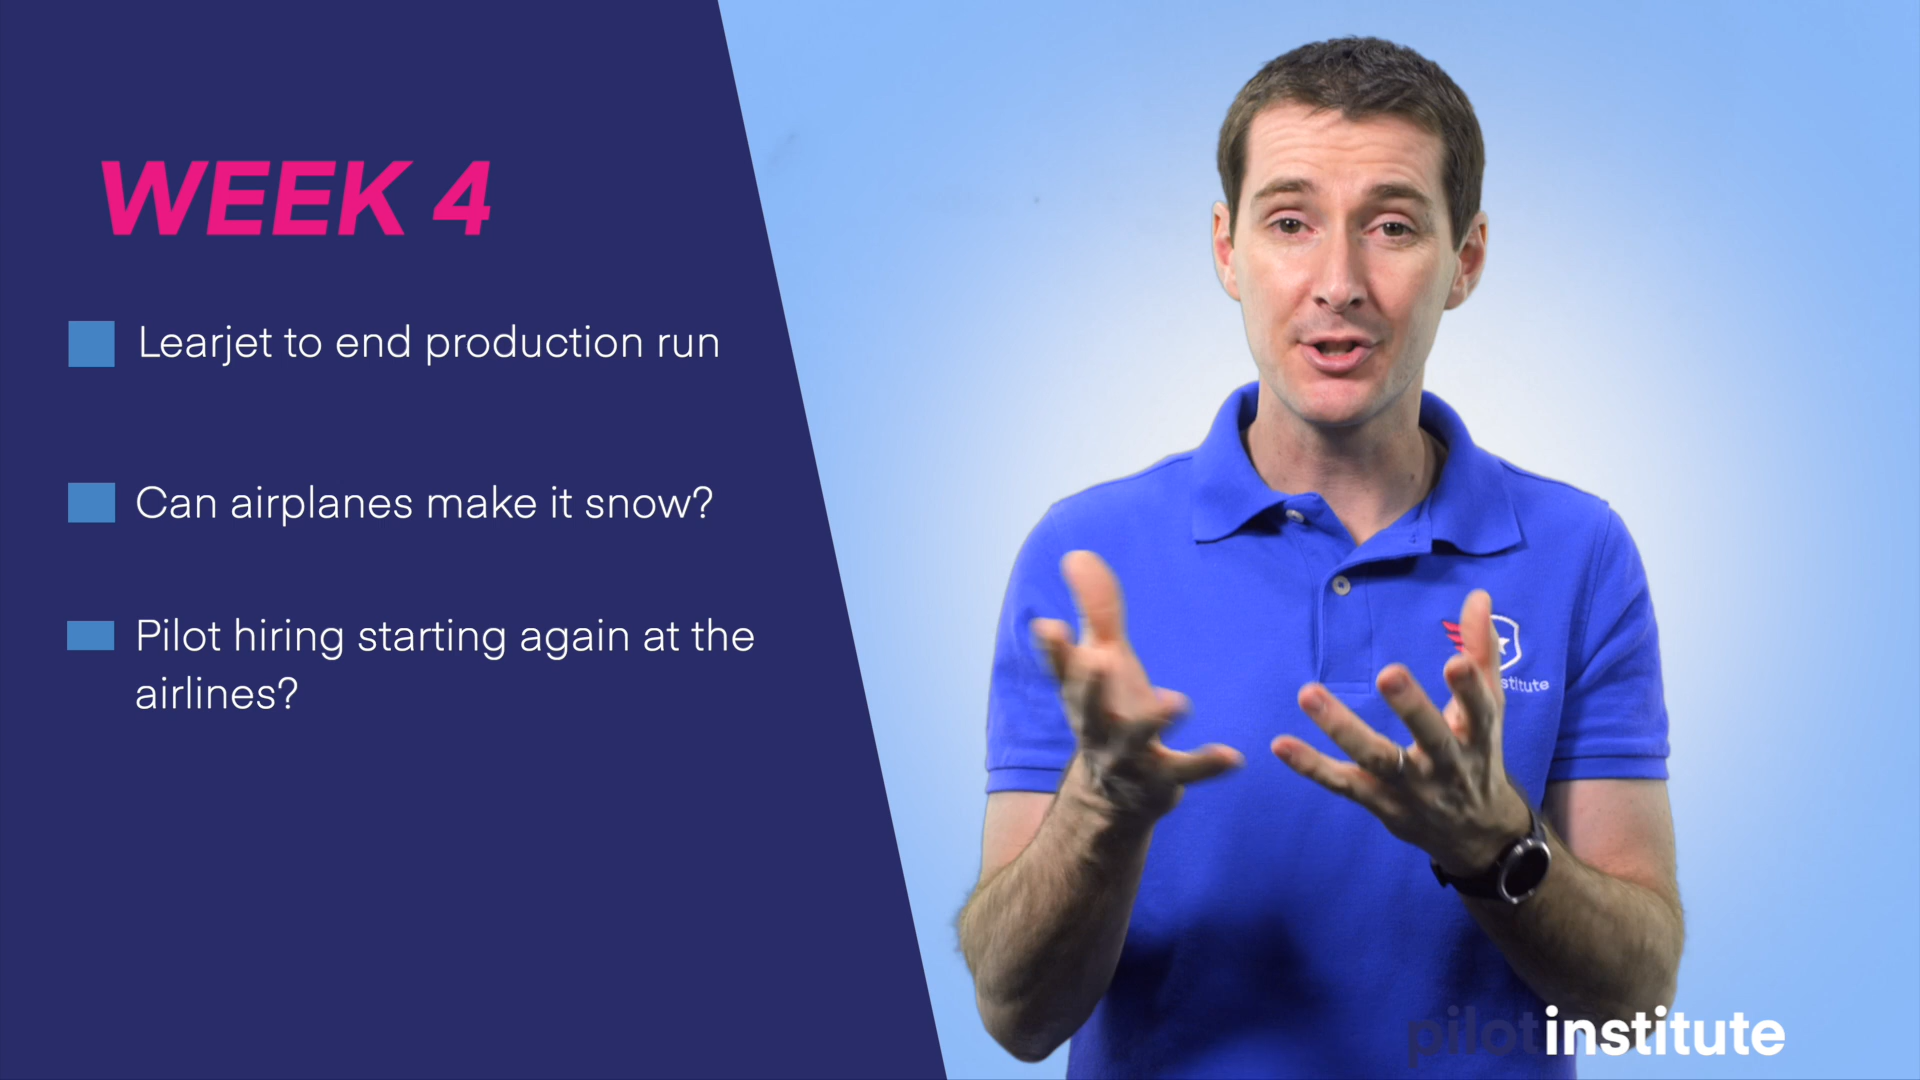 WEEK 4
Learjet to end production run
Can airplanes make it snow?
Pilot hiring starting again at the
airlines?
stitute
pilotinstitute